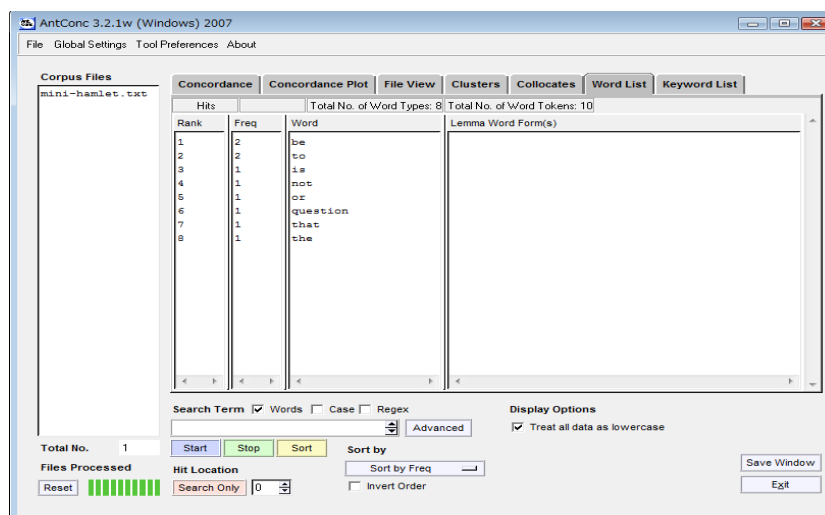 AntConc 3.2.1w (Windows) 2007
File Global Settings Tool Preferences About
Corpus Files
mini-hamlet.txt
Concordance Concordance Plot File View Clusters Collocates Word List Keyword List
Hits Total No. of Word Types: 8 Total No. of Word Tokens: 10
Rank Freq Word Lemma Word Form(s)
1 2 be
2 2 to
3 1 is
4 1 not
5 1 or
6 1 question
7 1 that
8 1 the
Search Term Words Case Regex Display Options
Advanced Treat all data as lowercase
Total No. 1 Start Stop Sort Sort by
Files Processed Hit Location Sort by Freq Save Window
Reset Search Only 0 Invert Order Exit